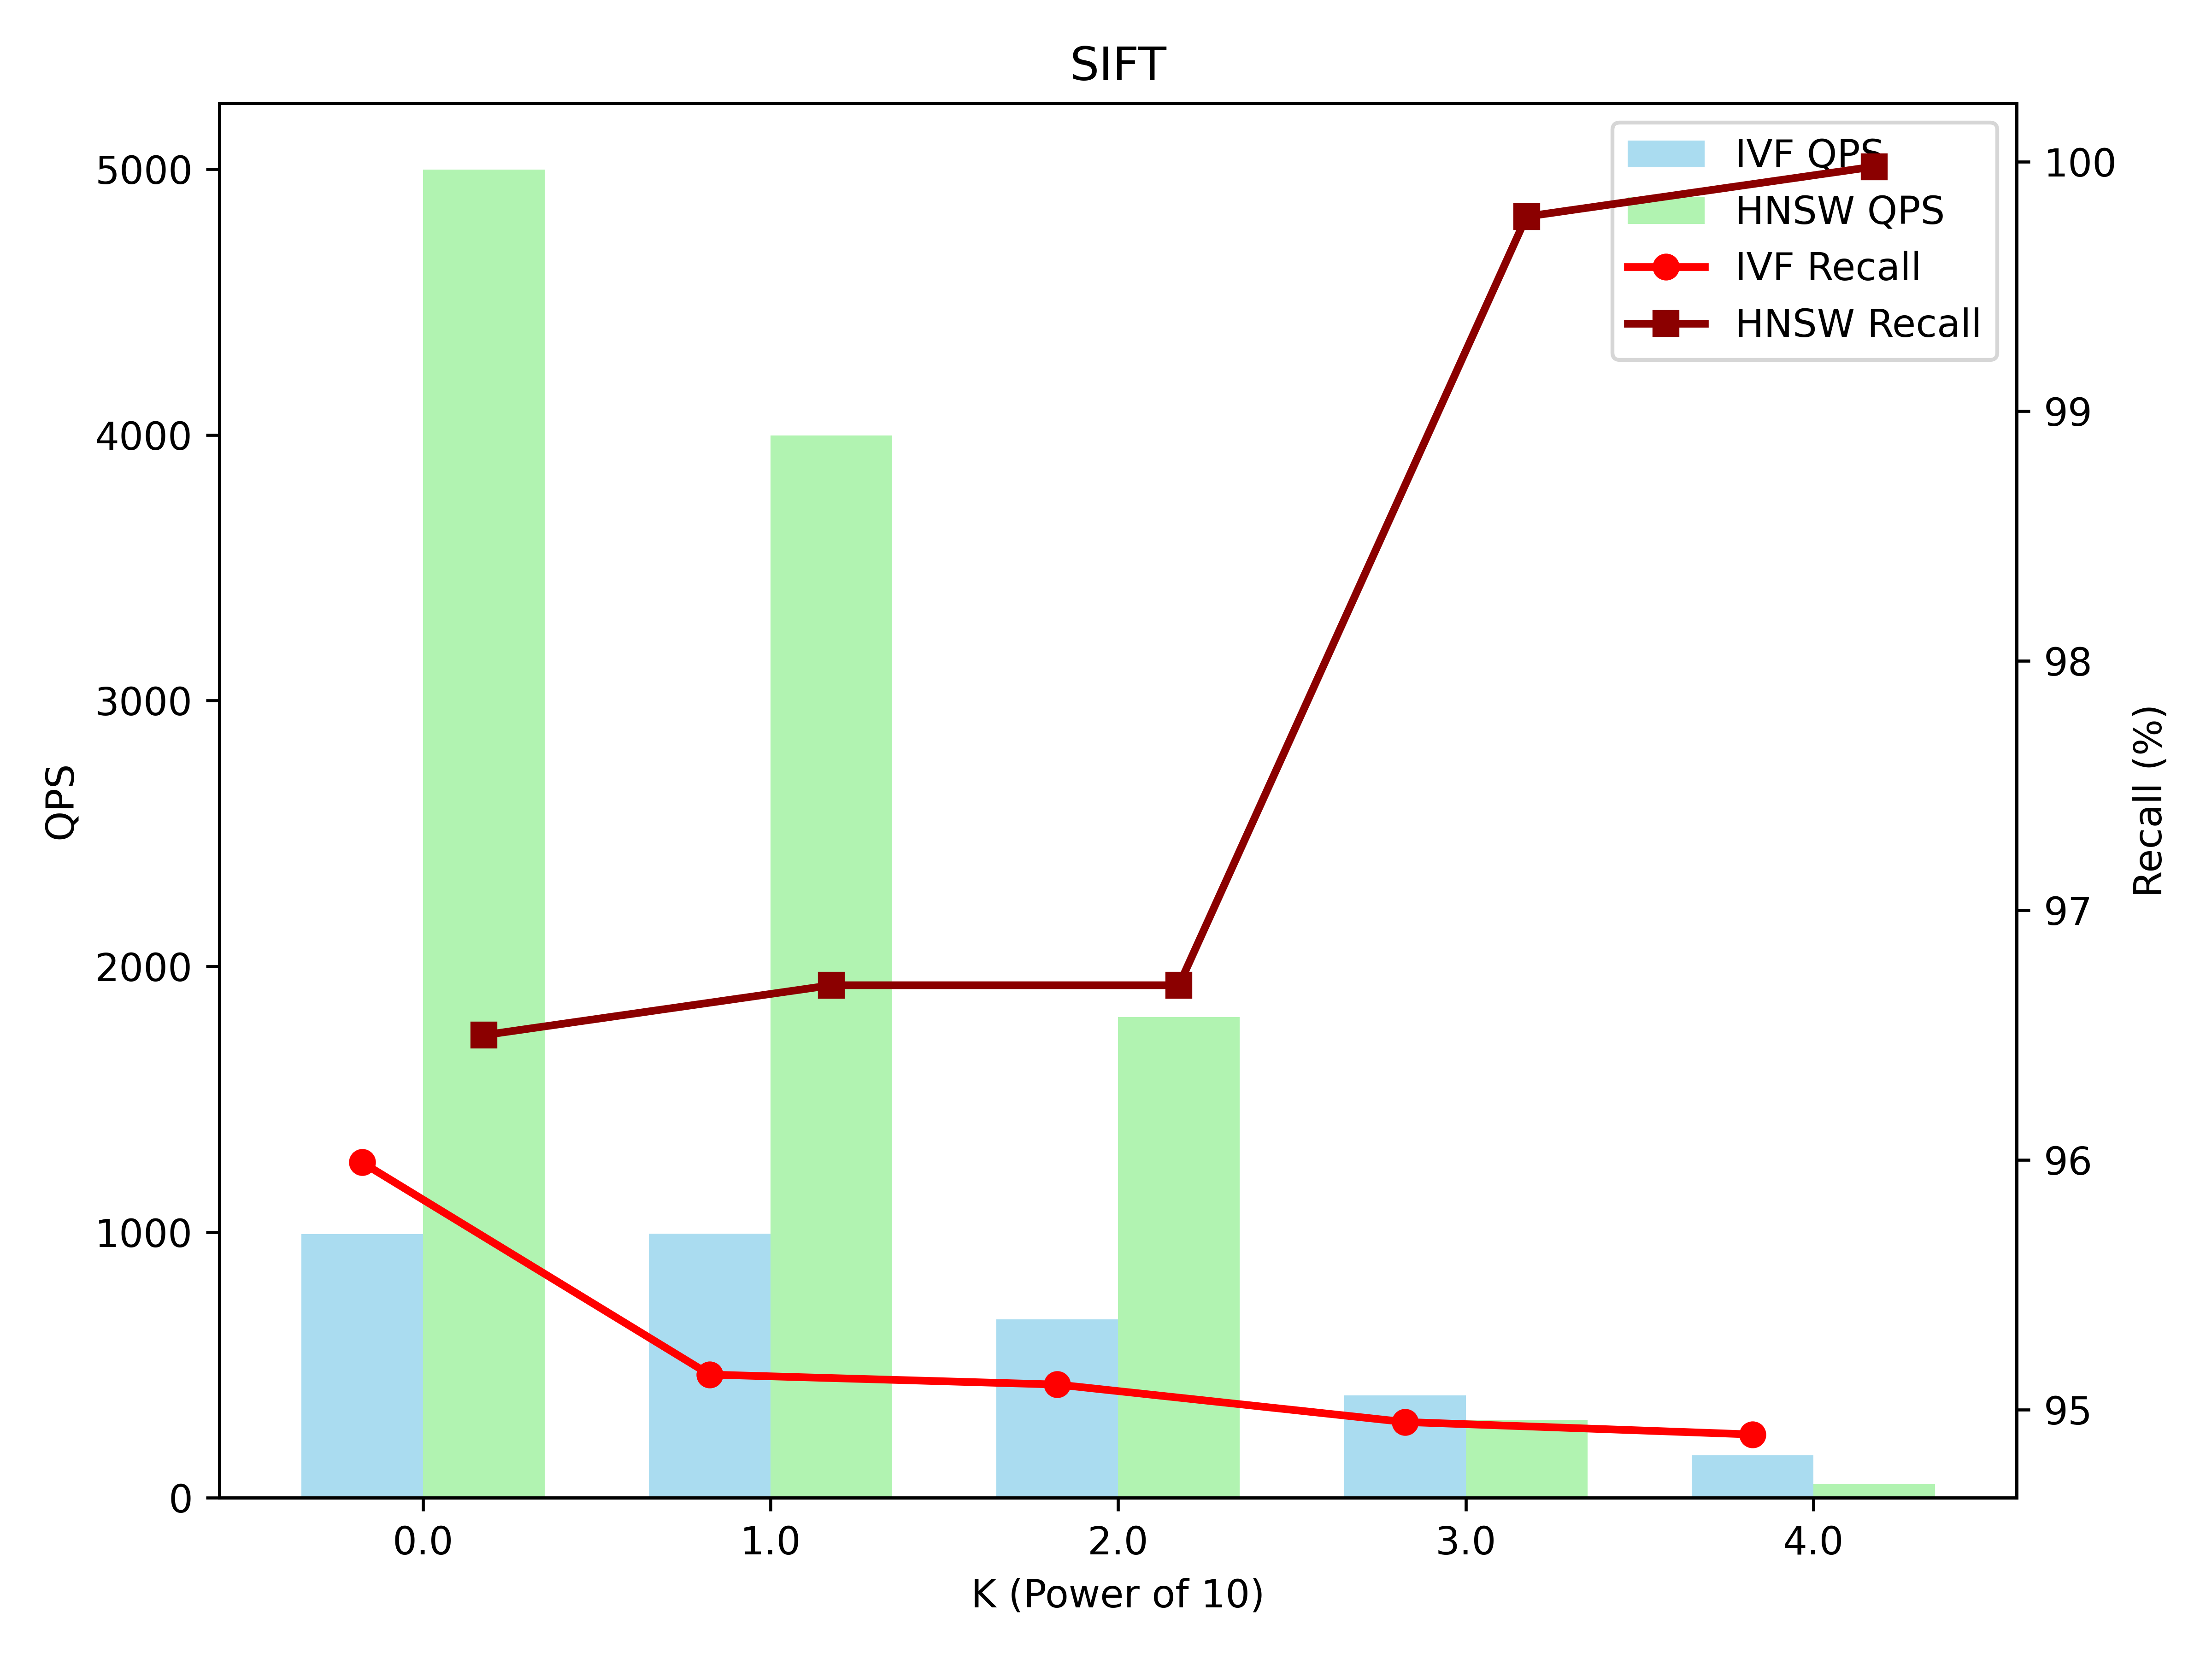 SIFT
IVF QPS
HNSW QPS
IVF Recall
HNSW Recall
5000
4000
3000
2000
1000
0
QPS
100
99
98
97
96
95
Recall (%)
0.0 1.0 2.0 3.0 4.0
K (Power of 10)